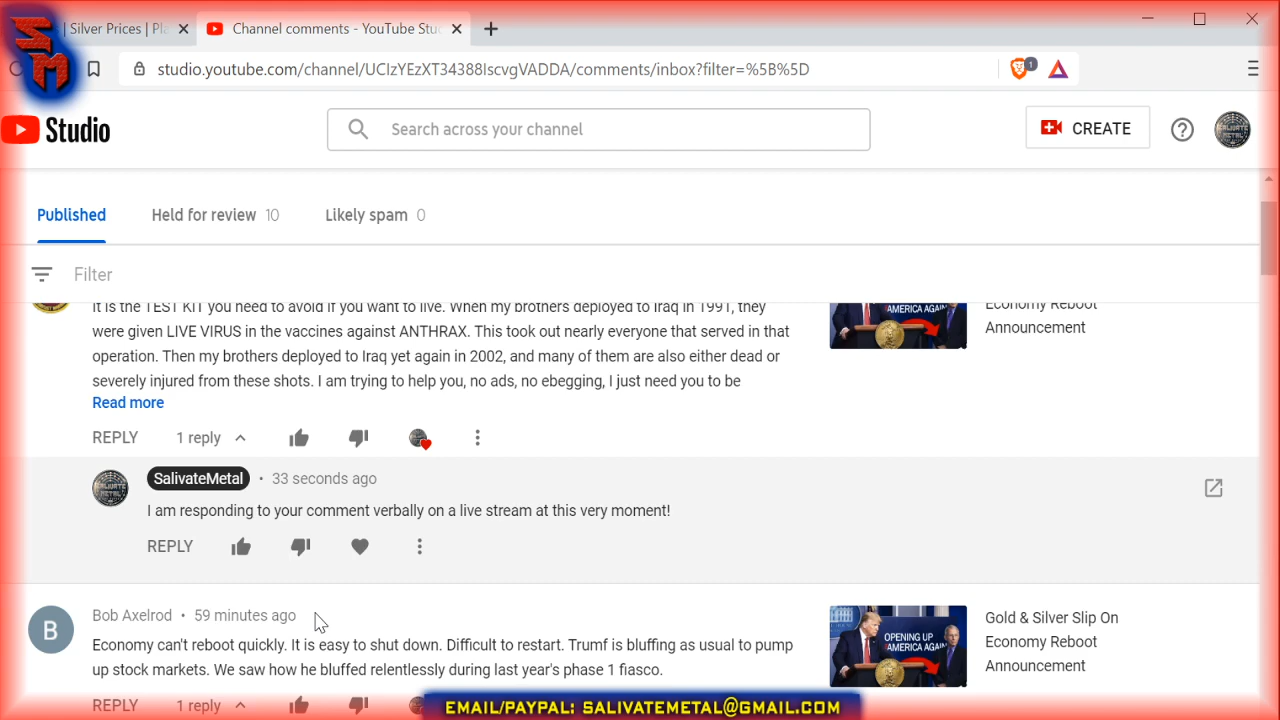 SM
| Silver Prices | Pla
Channel comments - YouTube Stud
studio.youtube.com/channel/UCIzYEzXT34388IscvgVADDA/comments/inbox?filter=%5B%5D
1
Studio
Search across your channel
CREATE
Published
Held for review 10
Likely spam 0
Filter
It is the TEST KIT you need to avoid if you want to live. When my brothers deployed to Iraq in 1991, they
were given LIVE VIRUS in the vaccines against ANTHRAX. This took out nearly everyone that served in that
operation. Then my brothers deployed to Iraq yet again in 2002, and many of them are also either dead or
severely injured from these shots. I am trying to help you, no ads, no ebegging, I just need you to be
Read more
AMERICA AGAIN
Economy Reboot
Announcement
REPLY
1 reply
SalivateMetal • 33 seconds ago
I am responding to your comment verbally on a live stream at this very moment!
REPLY
B
Bob Axelrod • 59 minutes ago
Economy can't reboot quickly. It is easy to shut down. Difficult to restart. Trumf is bluffing as usual to pump
up stock markets. We saw how he bluffed relentlessly during last year's phase 1 fiasco.
OPENING UP
AMERICA AGAIN
Gold & Silver Slip On
Economy Reboot
Announcement
REPLY
1 reply
EMAIL/PAYPAL: SALIVATEMETAL@GMAIL.COM